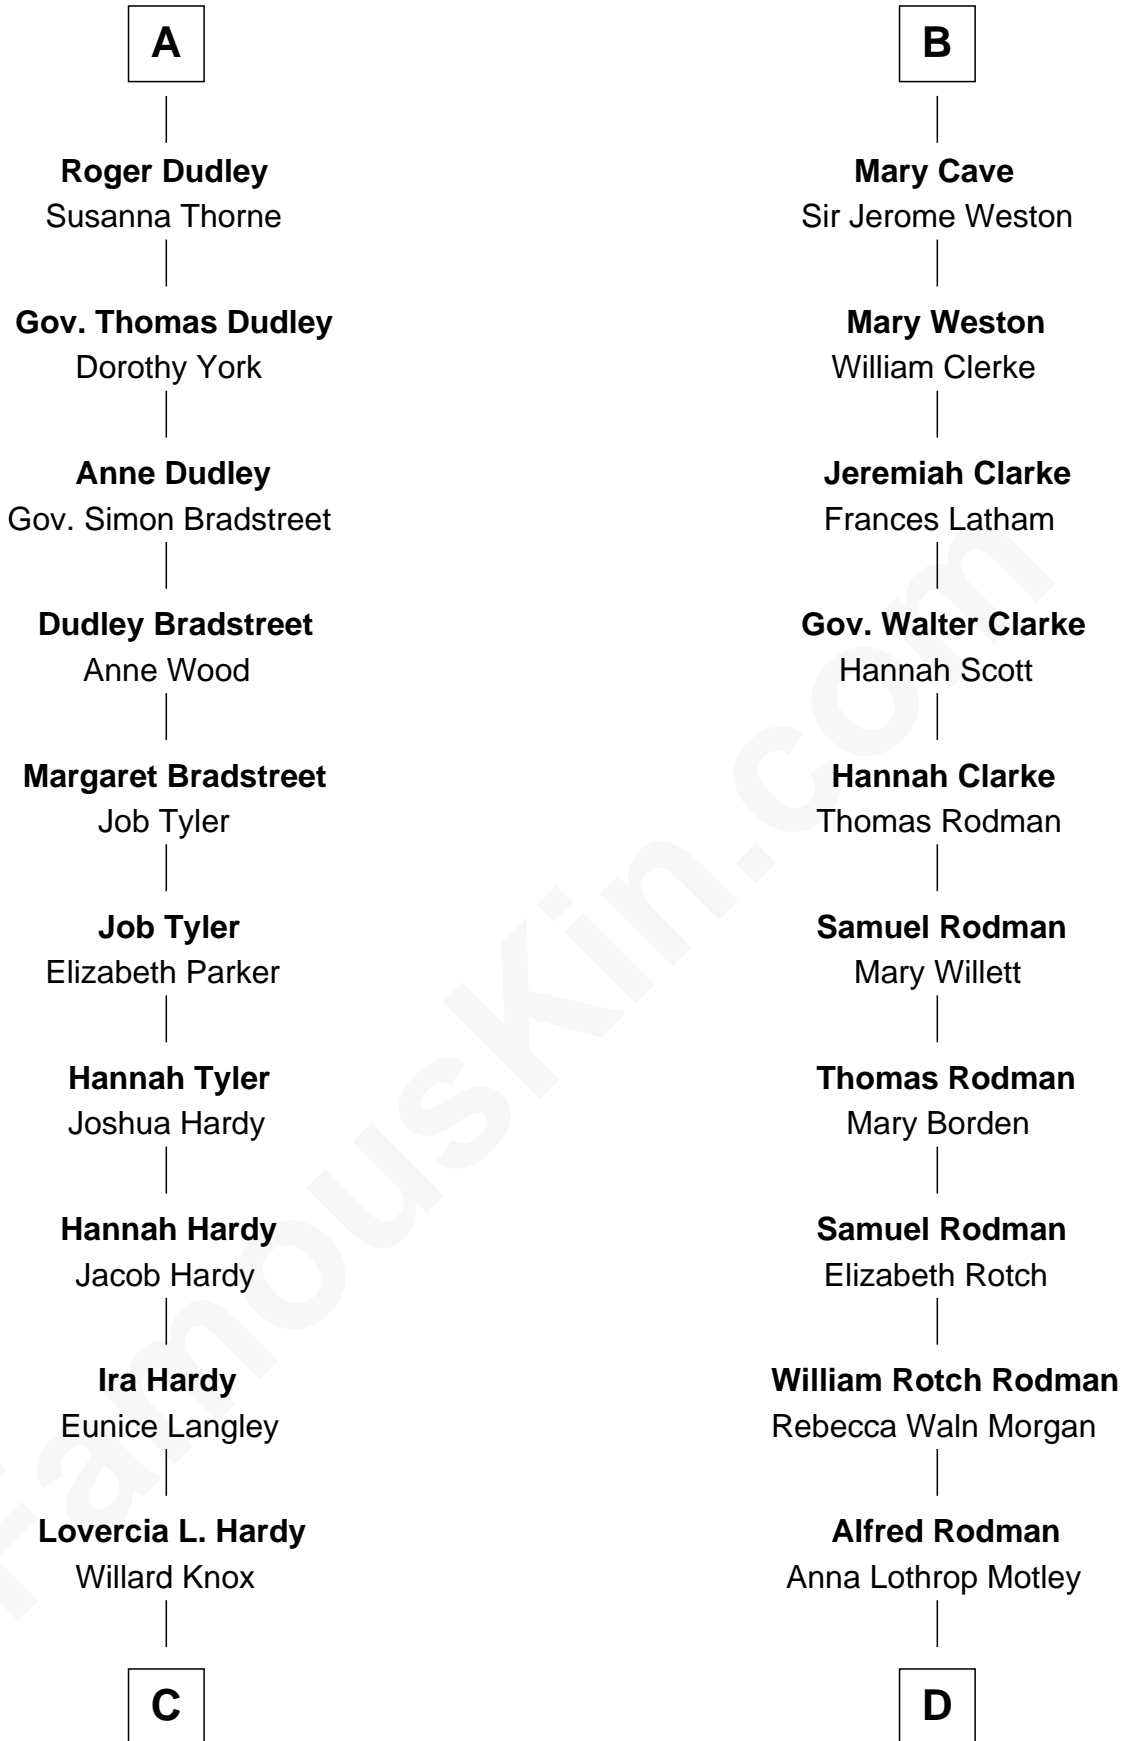 A
Roger Dudley
Susanna Thorne
Gov. Thomas Dudley
Dorothy York
Anne Dudley
Gov. Simon Bradstreet
Dudley Bradstreet
Anne Wood
Margaret Bradstreet
Job Tyler
Job Tyler
Elizabeth Parker
Hannah Tyler
Joshua Hardy
Hannah Hardy
Jacob Hardy
Ira Hardy
Eunice Langley
Lovercia L. Hardy
Willard Knox
C
B
Mary Cave
Sir Jerome Weston
Mary Weston
William Clerke
Jeremiah Clarke
Frances Latham
Gov. Walter Clarke
Hannah Scott
Hannah Clarke
Thomas Rodman
Samuel Rodman
Mary Willett
Thomas Rodman
Mary Borden
Samuel Rodman
Elizabeth Rotch
William Rotch Rodman
Rebecca Waln Morgan
Alfred Rodman
Anna Lothrop Motley
D
FamousKin.com